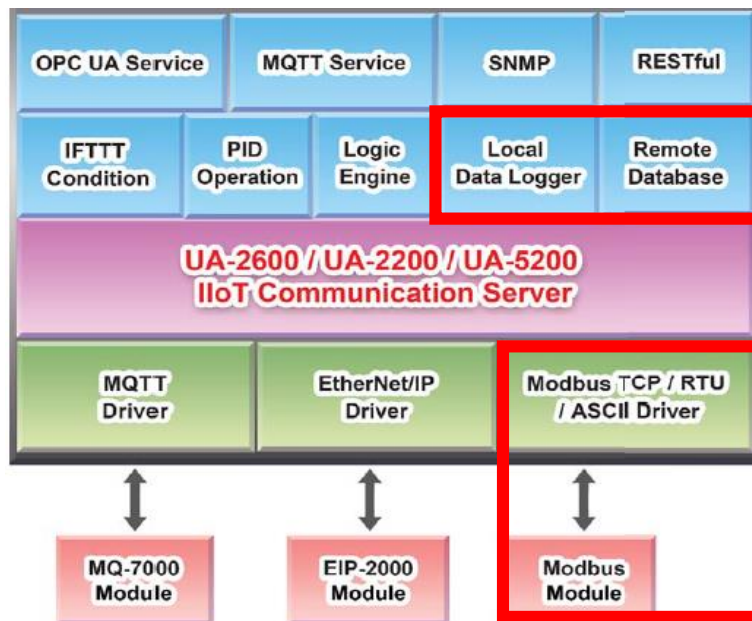 OPC UA Service
MQTT Service
SNMP
RESTful
IFTTT
Condition
PID
Operation
Logic
Engine
Local
Data Logger
Remote
Database
UA-2600 / UA-2200 / UA-5200
IIoT Communication Server
MQTT
Driver
EtherNet/IP
Driver
Modbus TCP / RTU
/ ASCII Driver
MQ-7000
Module
EIP-2000
Module
Modbus
Module